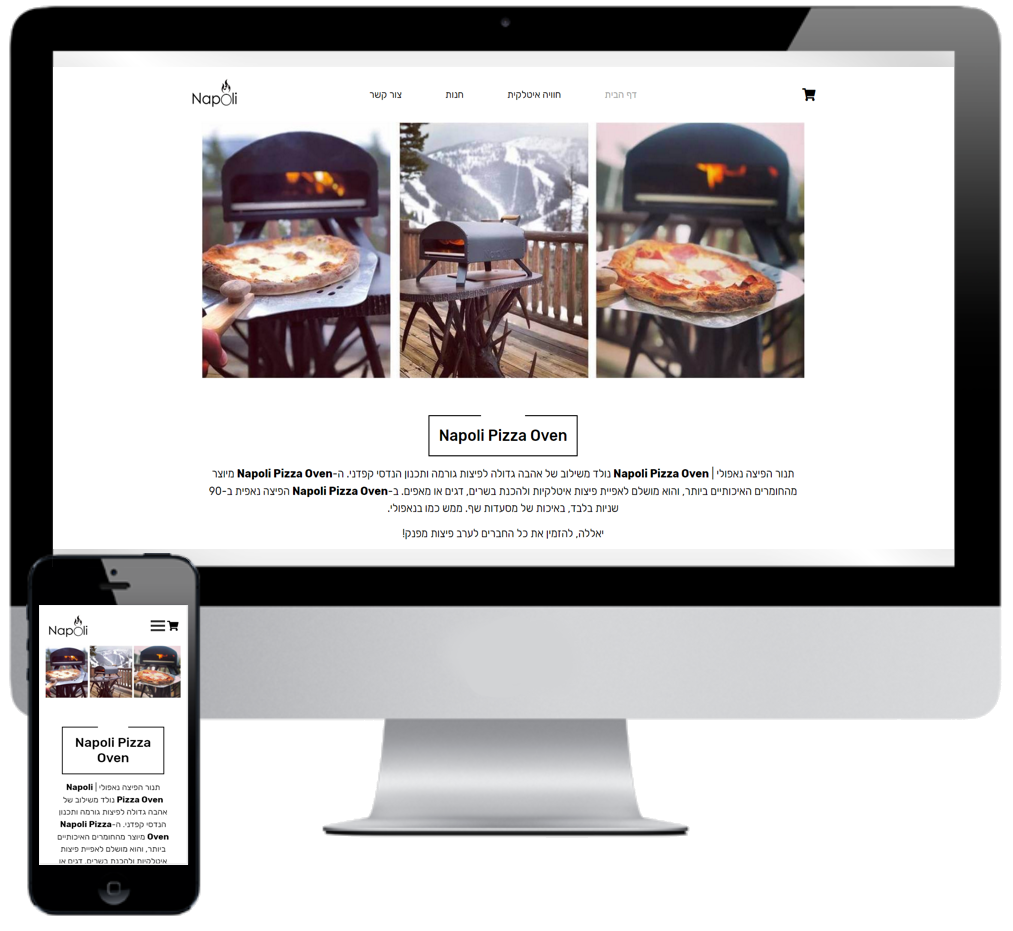 Napoli
דף הבית
חוויה איטלקית
חנות
צור קשר
Napoli Pizza Oven
תנור הפיצה נאפולי | Napoli Pizza Oven נולד משילוב של אהבה גדולה לפיצות גורמה ותכנון הנדסי קפדני. ה-Napoli Pizza Oven מיוצר
מהחומרים האיכותיים ביותר, והוא מושלם לאפיית פיצות איטלקיות ולהכנת בשרים, דגים או מאפים. ב-Napoli Pizza Oven הפיצה נאפית ב-90
שניות בלבד, באיכות של מסעדות שף. ממש כמו בנאפולי.
יאללה, להזמין את כל החברים לערב פיצות מפנק!
Napoli
Napoli Pizza
Oven
תנור הפיצה נאפולי | Napoli
Pizza Oven נולד משילוב של
אהבה גדולה לפיצות גורמה ותכנון
הנדסי קפדני. ה-Napoli Pizza
Oven מיוצר מהחומרים האיכותיים
ביותר, והוא מושלם לאפיית פיצות
איטלקיות ולהכנת בשרים, דגים או